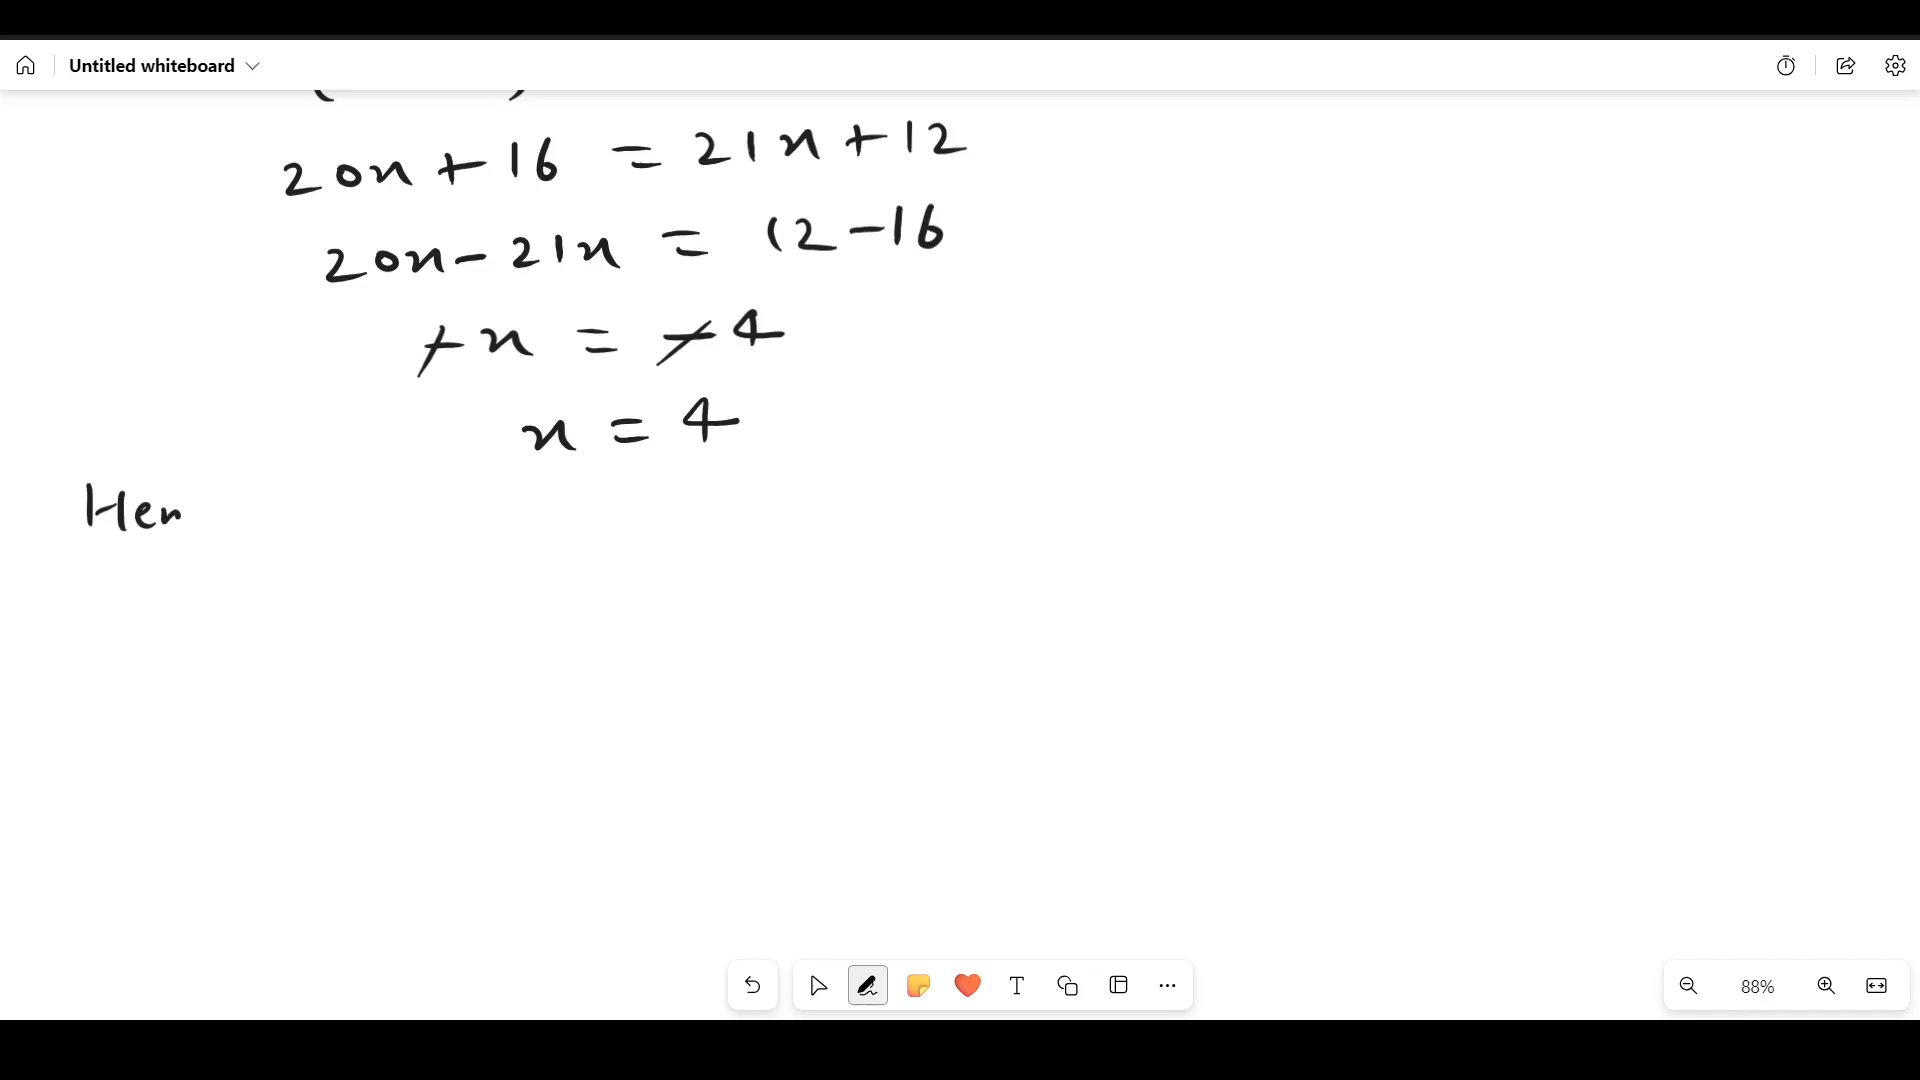 Untitled whiteboard
20x + 16 = 21x + 12
20x - 21x = 12 - 16
-x = -4
x = 4
Hen
88%